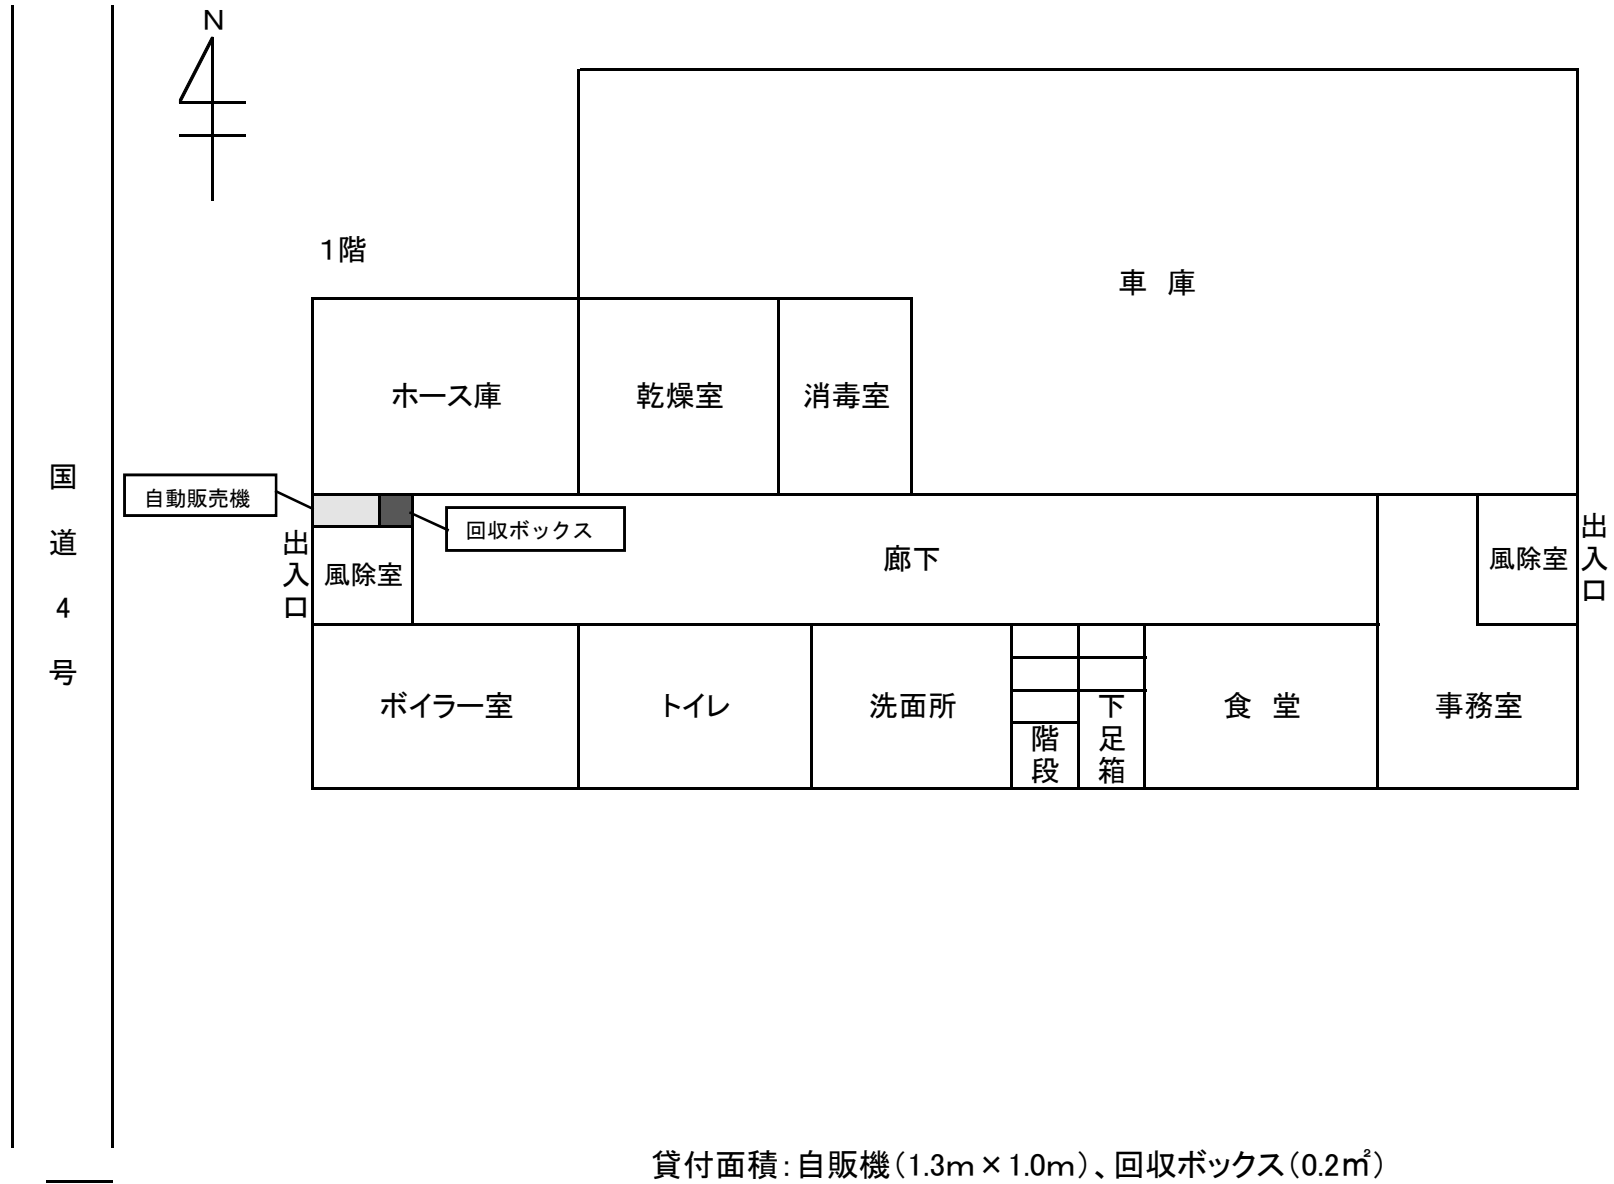 N
1階
車 庫
ホース庫
乾燥室
消毒室
国道4号
自動販売機
回収ボックス
出入口
風除室
廊下
風除室
出入口
ボイラー室
トイレ
洗面所
階段
下足箱
食 堂
事務室
貸付面積:自販機(1.3m×1.0m)、回収ボックス(0.2㎡)